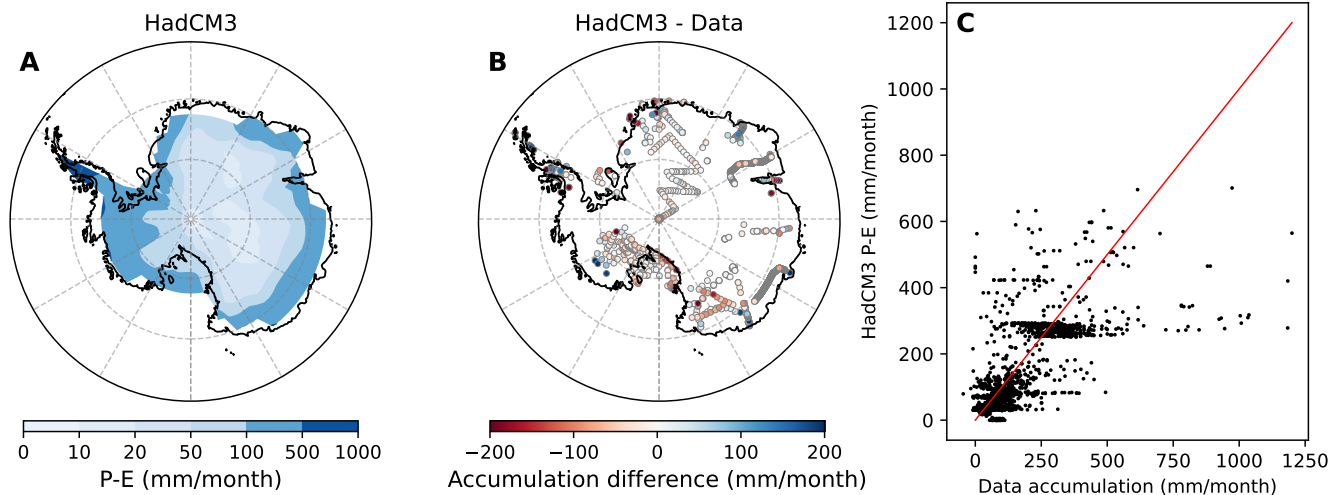 HadCM3
A
0 10 20 50 100 500 1000
P-E (mm/month)
HadCM3 - Data
B
−200 −100 0 100 200
Accumulation difference (mm/month)
C
1200
1000
800
600
400
200
0
HadCM3 P-E (mm/month)
0 250 500 750 1000 1250
Data accumulation (mm/month)